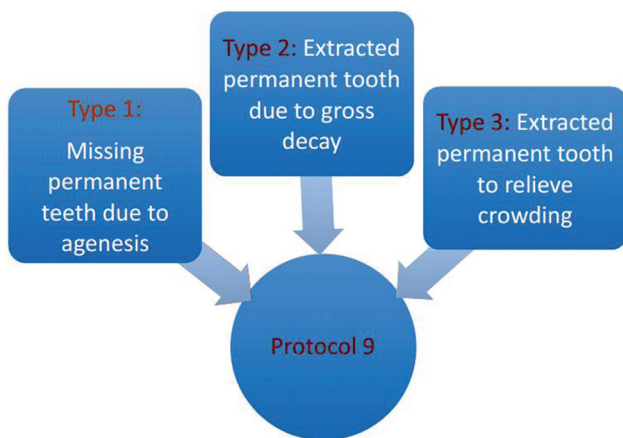 Type 1:
Missing
permanent
teeth due to
agenesis
Type 2: Extracted
permanent tooth
due to gross
decay
Type 3: Extracted
permanent tooth
to relieve
crowding
Protocol 9